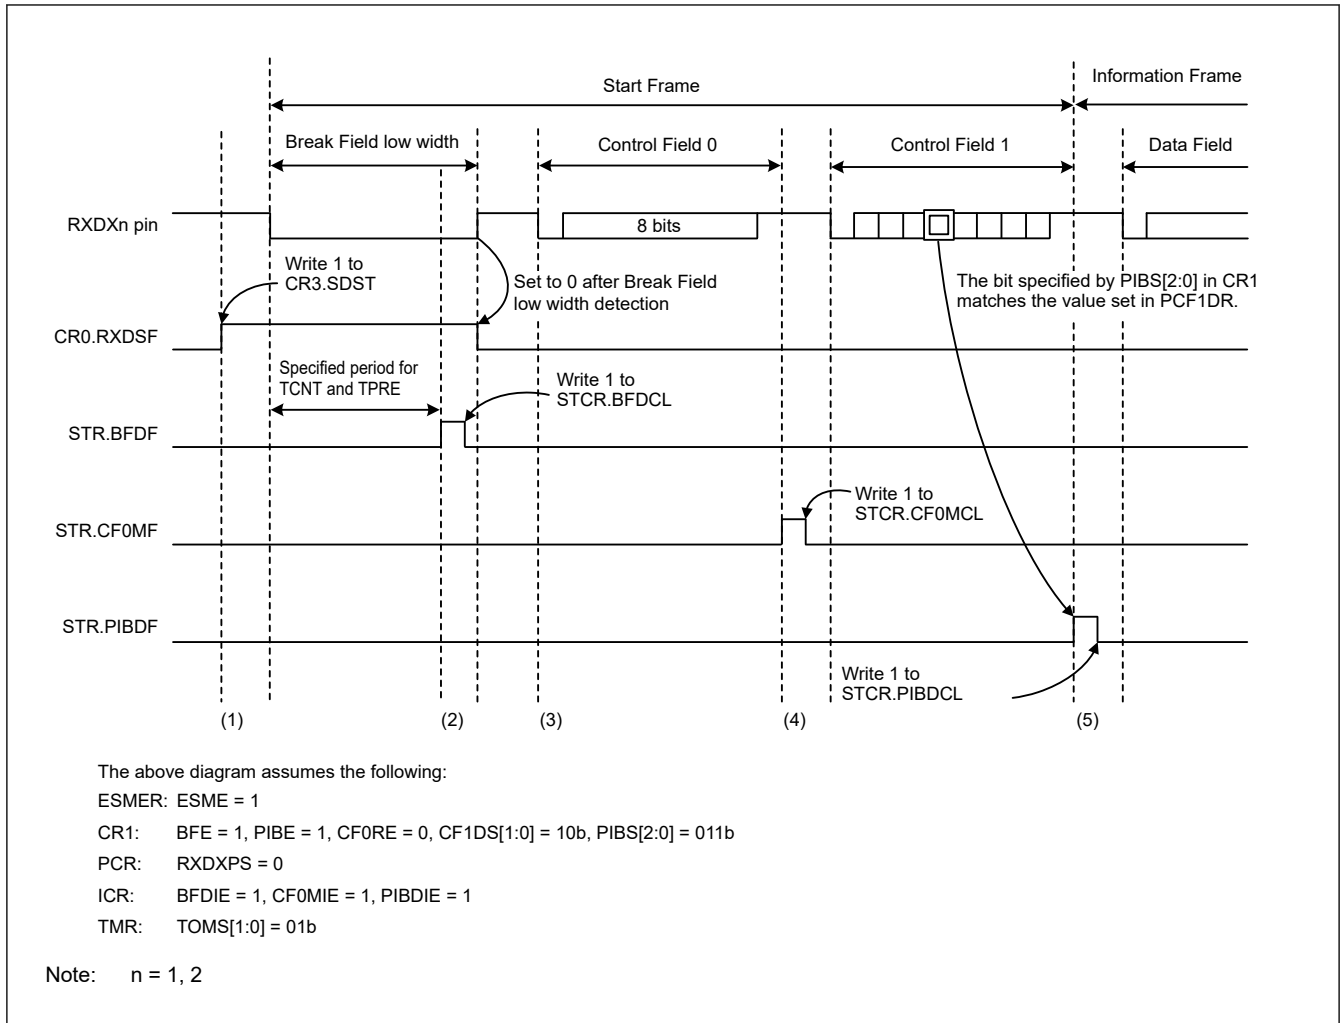 Start Frame
Information Frame
Break Field low width
Control Field 0
Control Field 1
Data Field
RXDXn pin
8 bits
Write 1 to
CR3.SDST
Set to 0 after Break Field
low width detection
The bit specified by PIBS[2:0] in CR1
matches the value set in PCF1DR.
CR0.RXDSF
Specified period for
TCNT and TPRE
Write 1 to
STCR.BFDCL
STR.BFDF
Write 1 to
STCR.CF0MCL
STR.CF0MF
STR.PIBDF
Write 1 to
STCR.PIBDCL
(1)
(2)
(3)
(4)
(5)
The above diagram assumes the following:
ESMER: ESME = 1
CR1: BFE = 1, PIBE = 1, CF0RE = 0, CF1DS[1:0] = 10b, PIBS[2:0] = 011b
PCR: RXDXPS = 0
ICR: BFDIE = 1, CF0MIE = 1, PIBDIE = 1
TMR: TOMS[1:0] = 01b
Note: n = 1, 2